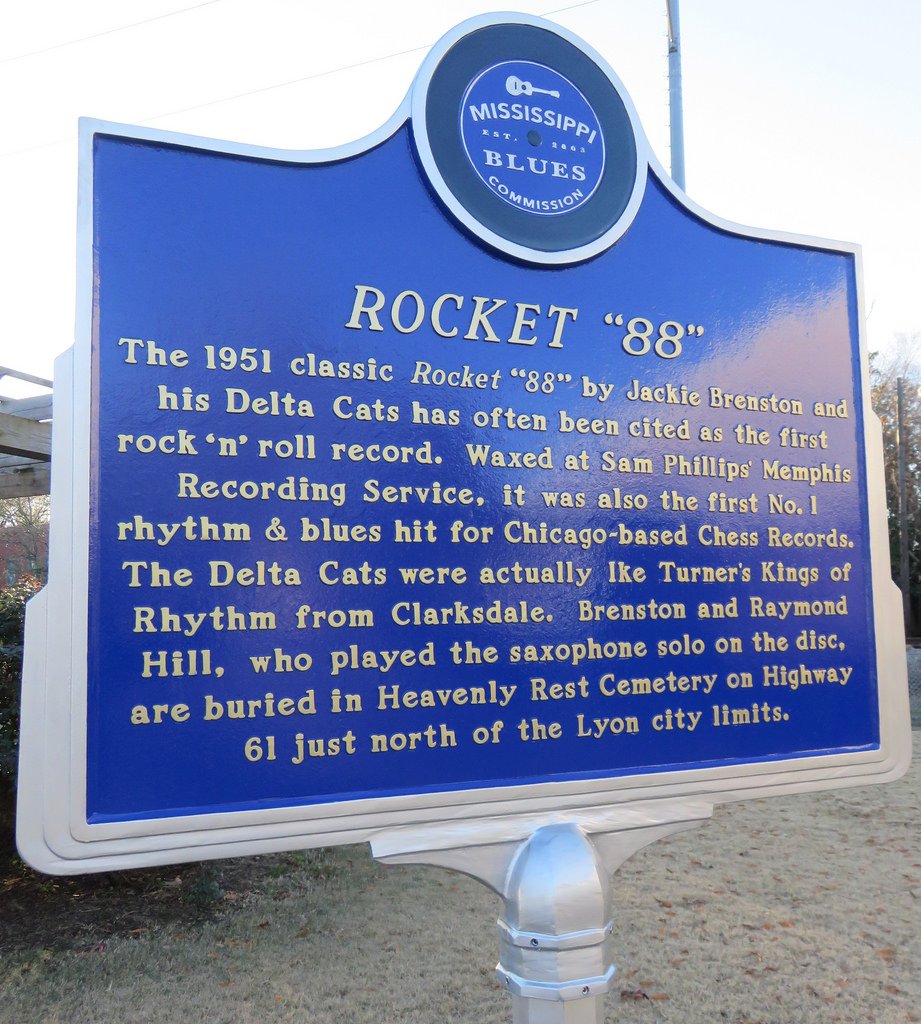 MISSISSIPPI
EST. 2003
BLUES
COMMISSION
ROCKET "88"
The 1951 classic Rocket "88" by Jackie Brenston and
his Delta Cats has often been cited as the first
rock 'n' roll record. Waxed at Sam Phillips' Memphis
Recording Service, it was also the first No. 1
rhythm & blues hit for Chicago-based Chess Records.
The Delta Cats were actually Ike Turner's Kings of
Rhythm from Clarksdale. Brenston and Raymond
Hill, who played the saxophone solo on the disc,
are buried in Heavenly Rest Cemetery on Highway
61 just north of the Lyon city limits.